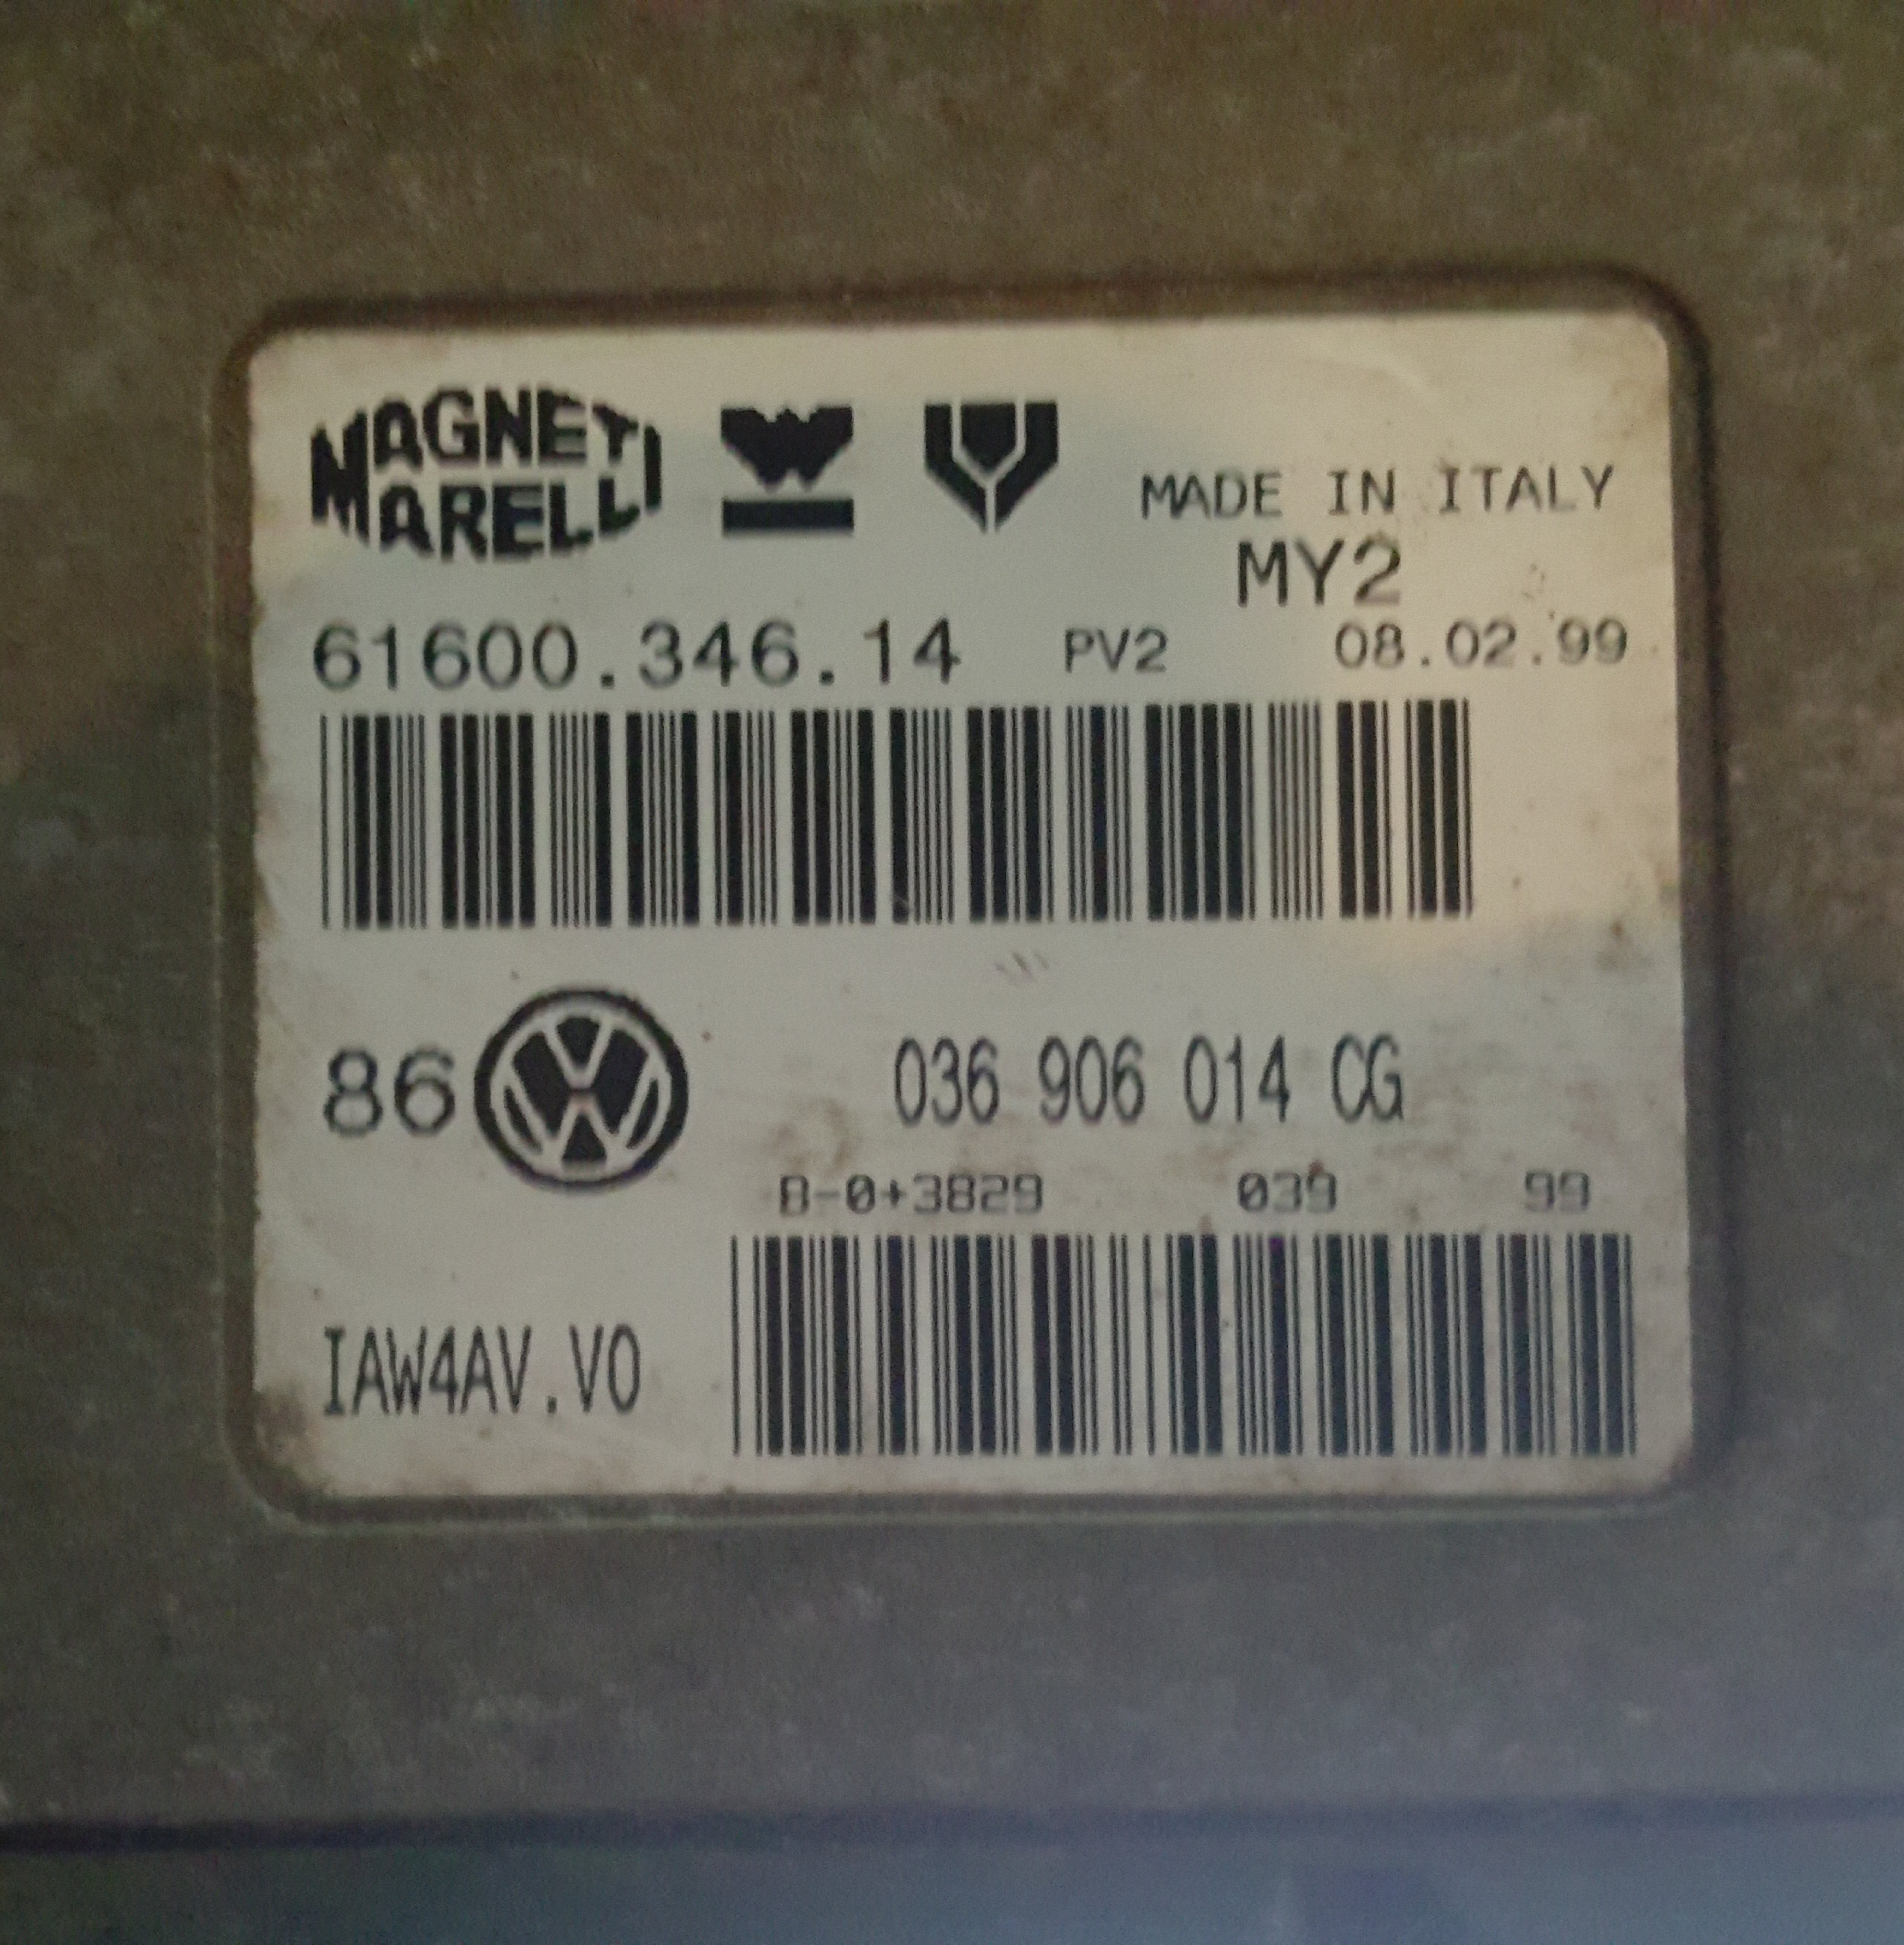 MAGNETI
MARELLI
MADE IN ITALY
MY2
61600.346.14 PV2 08.02.99
86 036 906 014 CG
B-0+3829 039 99
IAW4AV.V0